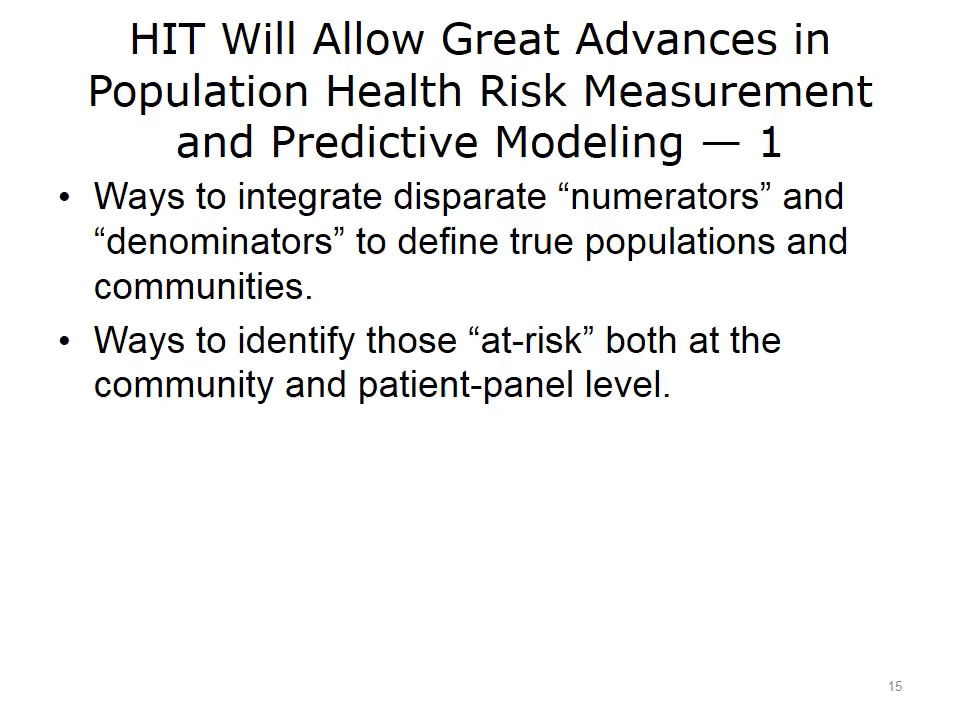 HIT Will Allow Great Advances in
Population Health Risk Measurement
and Predictive Modeling — 1
• Ways to integrate disparate “numerators” and
“denominators” to define true populations and
communities.
• Ways to identify those “at-risk” both at the
community and patient-panel level.
15